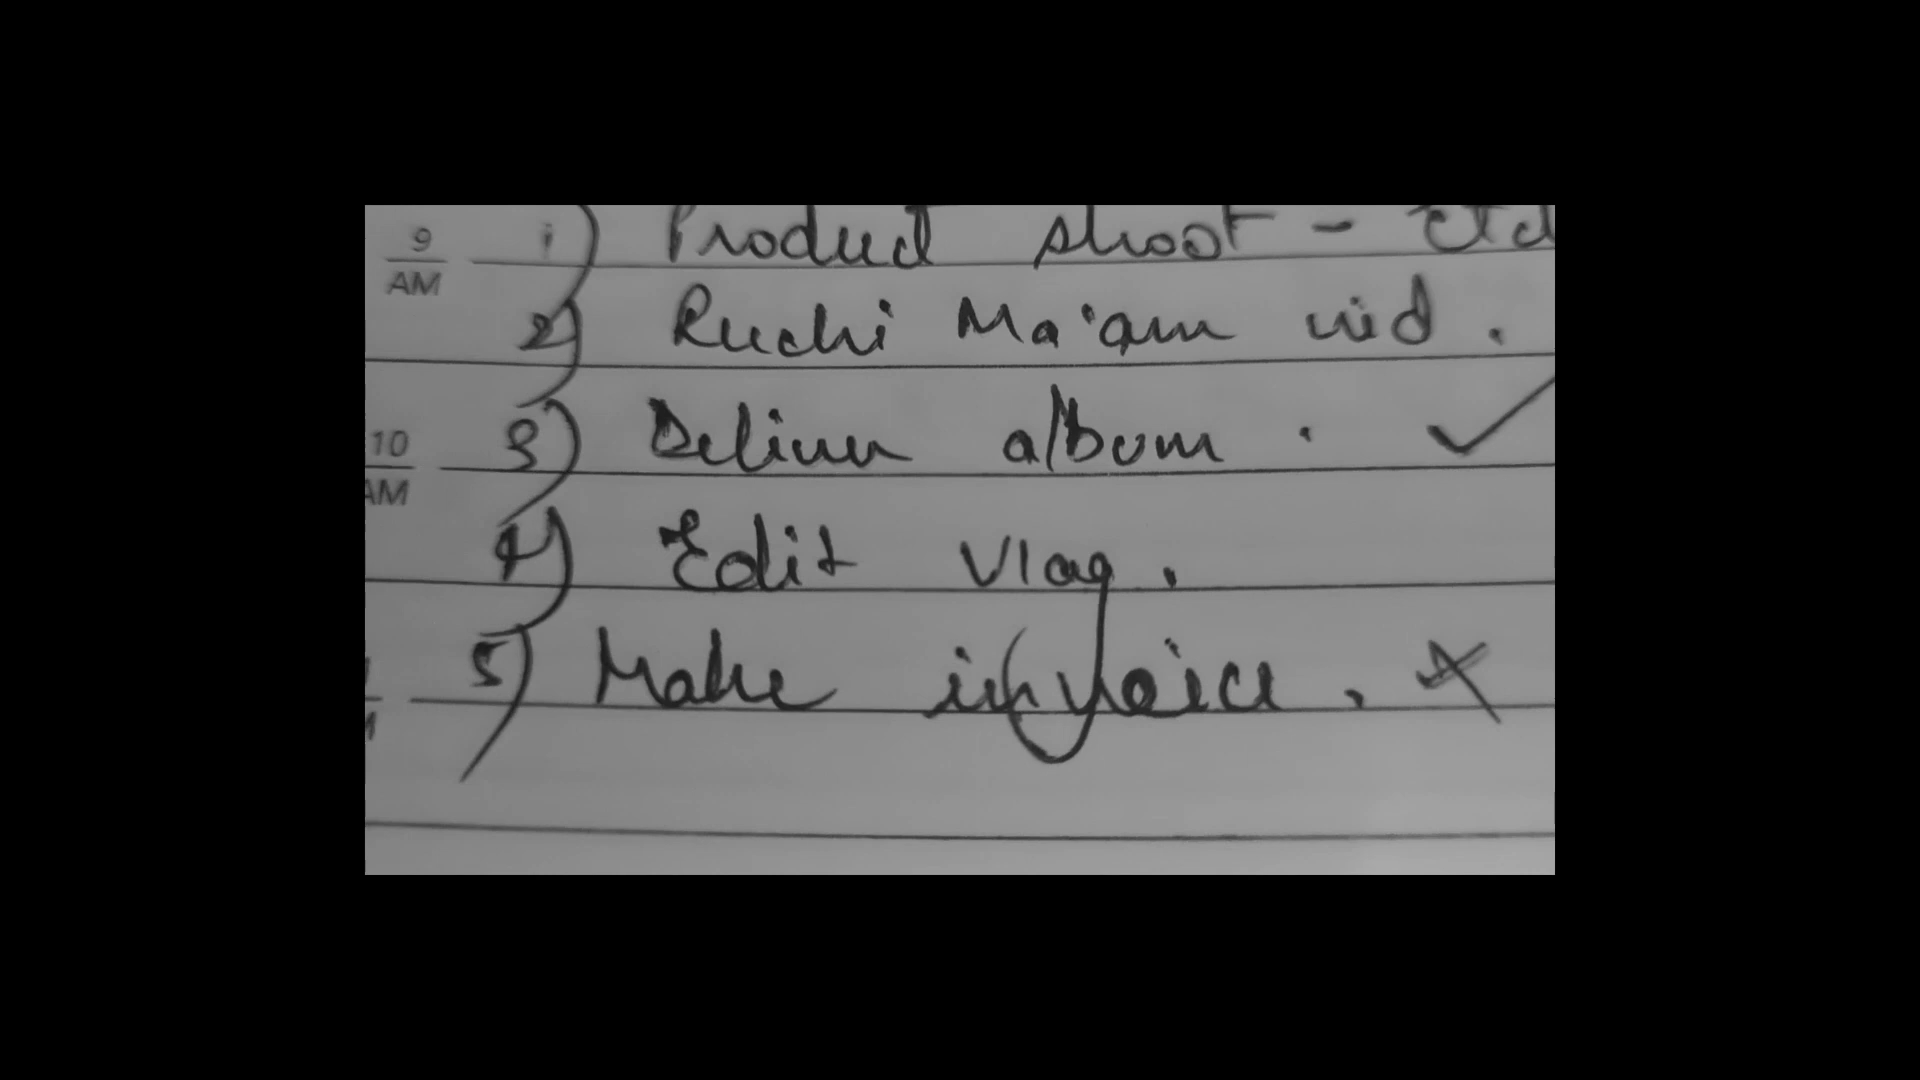 9 AM 1) Product shoot -
2) Ruchi Ma'am vid.
10 AM 3) Deliver album. ✓
4) Edit Vlog.
5) Make invoice. ✗